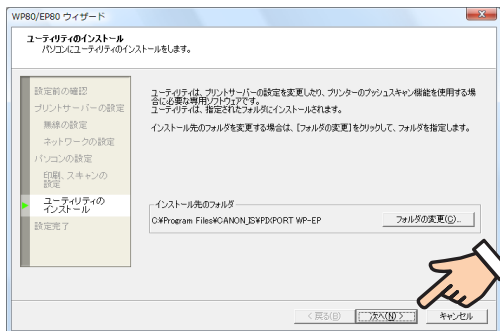 WP80/EP80 ウィザード
ユーティリティのインストール
パソコンにユーティリティのインストールをします。
設定前の確認
プリントサーバーの設定
無線の設定
ネットワークの設定
パソコンの設定
印刷、スキャンの
設定
ユーティリティの
インストール
設定完了
ユーティリティは、プリントサーバーの設定を変更したり、プリンターのプッシュスキャン機能を使用する場
合に必要な専用ソフトウェアです。
ユーティリティは、指定されたフォルダにインストールされます。
インストール先のフォルダを変更する場合は、[フォルダの変更]をクリックして、フォルダを指定します。
インストール先のフォルダ
C:¥Program Files¥CANON_IS¥PIXPORT WP-EP
フォルダの変更(C)...
< 戻る(B)
次へ(N) >
キャンセル